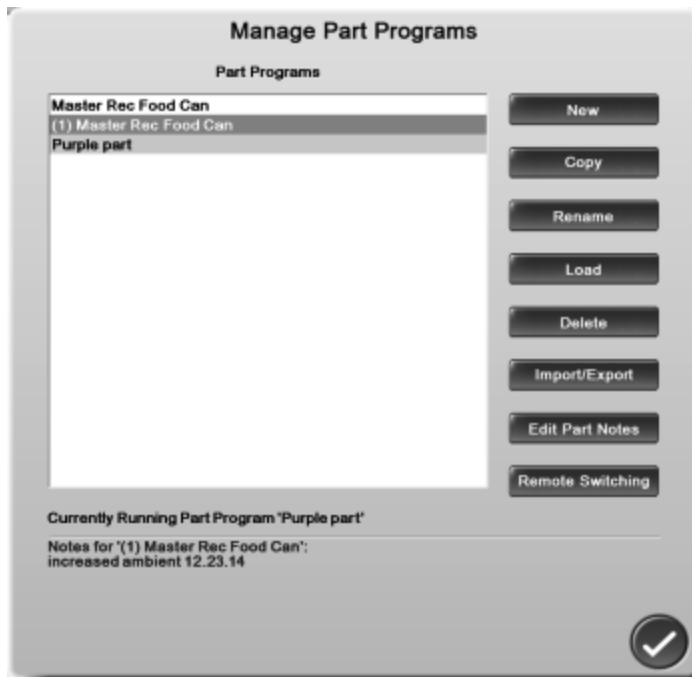 Manage Part Programs
Part Programs
Master Rec Food Can
(1) Master Rec Food Can
Purple part
New
Copy
Rename
Load
Delete
Import/Export
Edit Part Notes
Remote Switching
Currently Running Part Program 'Purple part'
Notes for '(1) Master Rec Food Can':
increased ambient 12.23.14